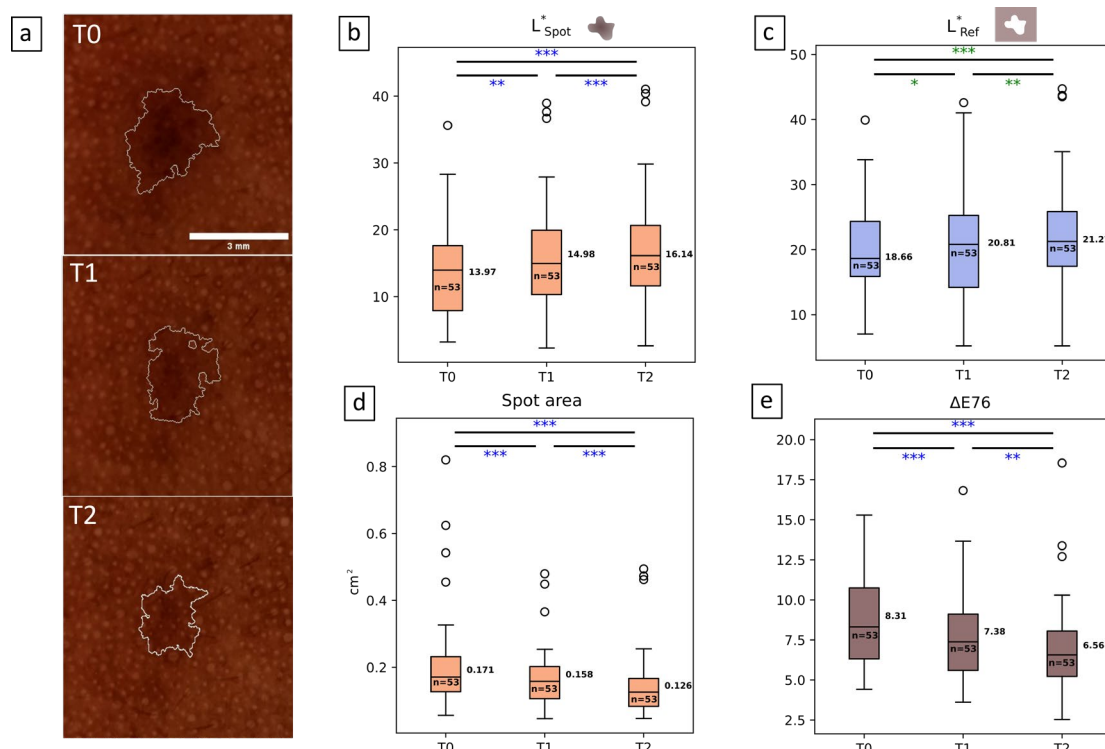 a
T0
3 mm
T1
T2
b
L*Spot
***
**
***
40
30
20
10
13.97
14.98
16.14
n=53
n=53
n=53
T0
T1
T2
c
L*Ref
***
*
**
50
40
30
20
10
18.66
20.81
21.2
n=53
n=53
n=53
T0
T1
T2
d
Spot area
***
***
***
0.8
0.6
0.4
0.2
cm²
0.171
0.158
0.126
n=53
n=53
n=53
T0
T1
T2
e
ΔE76
***
***
**
20.0
17.5
15.0
12.5
10.0
7.5
5.0
2.5
8.31
7.38
6.56
n=53
n=53
n=53
T0
T1
T2